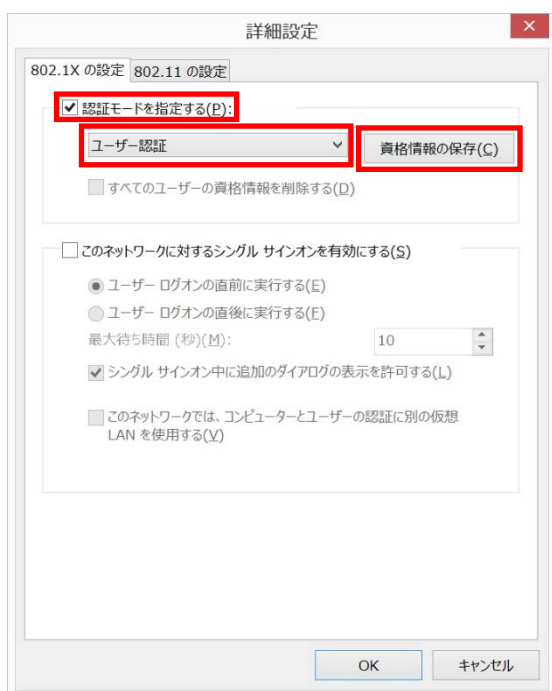 詳細設定
802.1X の設定 802.11 の設定
認証モードを指定する(P):
ユーザー認証 資格情報の保存(C)
すべてのユーザーの資格情報を削除する(D)
このネットワークに対するシングル サインオンを有効にする(S)
ユーザー ログオンの直前に実行する(E)
ユーザー ログオンの直後に実行する(F)
最大待ち時間 (秒)(M): 10
シングル サインオン中に追加のダイアログの表示を許可する(L)
このネットワークでは、コンピューターとユーザーの認証に別の仮想
LAN を使用する(V)
OK キャンセル